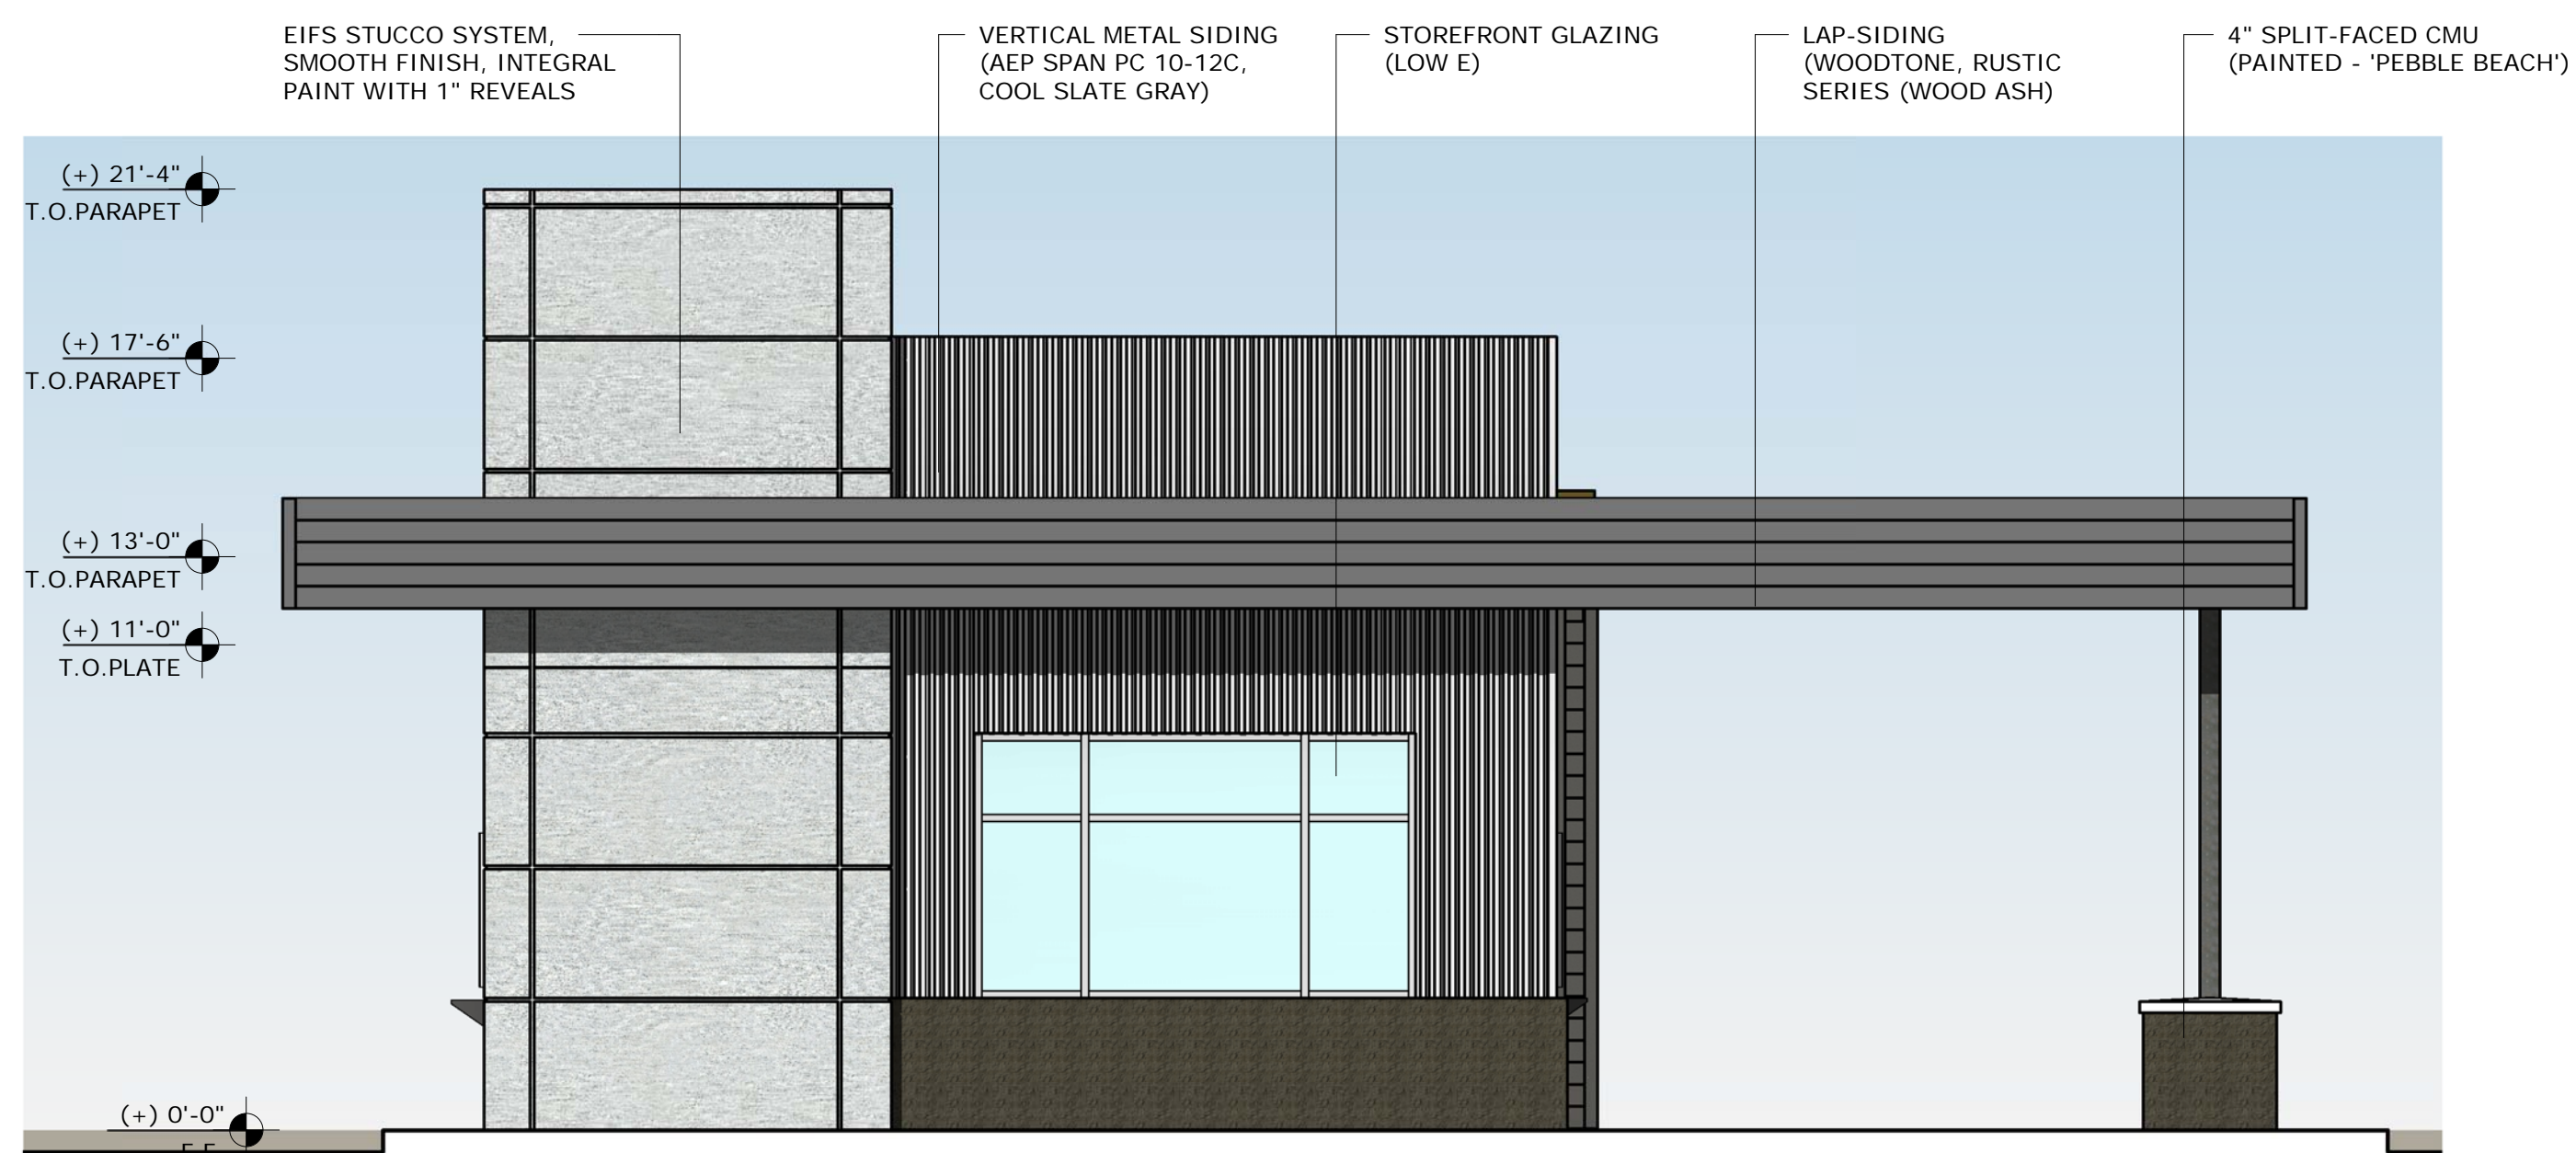 EIFS STUCCO SYSTEM,
SMOOTH FINISH, INTEGRAL
PAINT WITH 1" REVEALS
VERTICAL METAL SIDING
(AEP SPAN PC 10-12C,
COOL SLATE GRAY)
STOREFRONT GLAZING
(LOW E)
LAP-SIDING
(WOODTONE, RUSTIC
SERIES (WOOD ASH)
4" SPLIT-FACED CMU
(PAINTED - 'PEBBLE BEACH')
(+) 21'-4"
T.O.PARAPET
(+) 17'-6"
T.O.PARAPET
(+) 13'-0"
T.O.PARAPET
(+) 11'-0"
T.O.PLATE
(+) 0'-0"